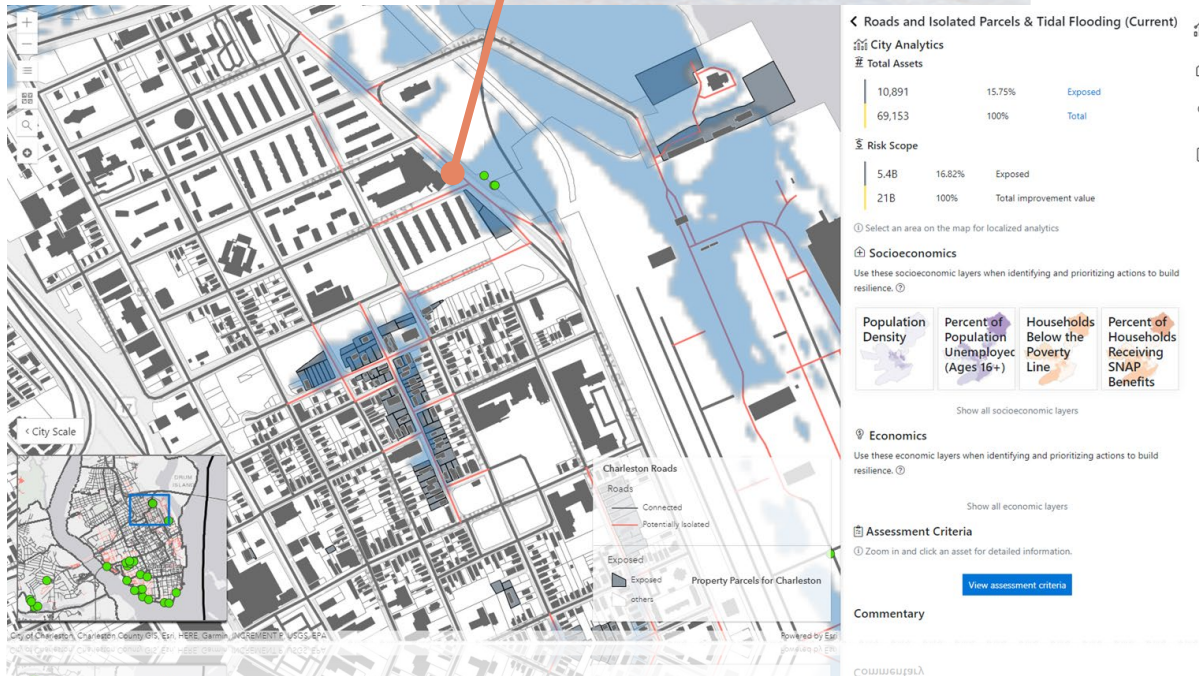 Roads and Isolated Parcels & Tidal Flooding (Current)
City Analytics
Total Assets
10,891 15.75% Exposed
69,153 100% Total
Risk Scope
5.4B 16.82% Exposed
21B 100% Total improvement value
Select an area on the map for localized analytics
Socioeconomics
Use these socioeconomic layers when identifying and prioritizing actions to build
resilience.
Population
Density
Percent of
Population
Unemployed
(Ages 16+)
Households
Below the
Poverty
Line
Percent of
Households
Receiving
SNAP
Benefits
Show all socioeconomic layers
Economics
Use these economic layers when identifying and prioritizing actions to build
resilience.
Show all economic layers
Assessment Criteria
Zoom in and click an asset for detailed information.
View assessment criteria
Commentary
17
< City Scale
DRUM
ISLAND
Charleston Roads
Roads
Connected
Potentially Isolated
Exposed
Exposed
others
Property Parcels for Charleston
City of Charleston, Charleston County GIS, Esri, HERE, Garmin, INCREMENT P, USGS, EPA
Powered by Esri